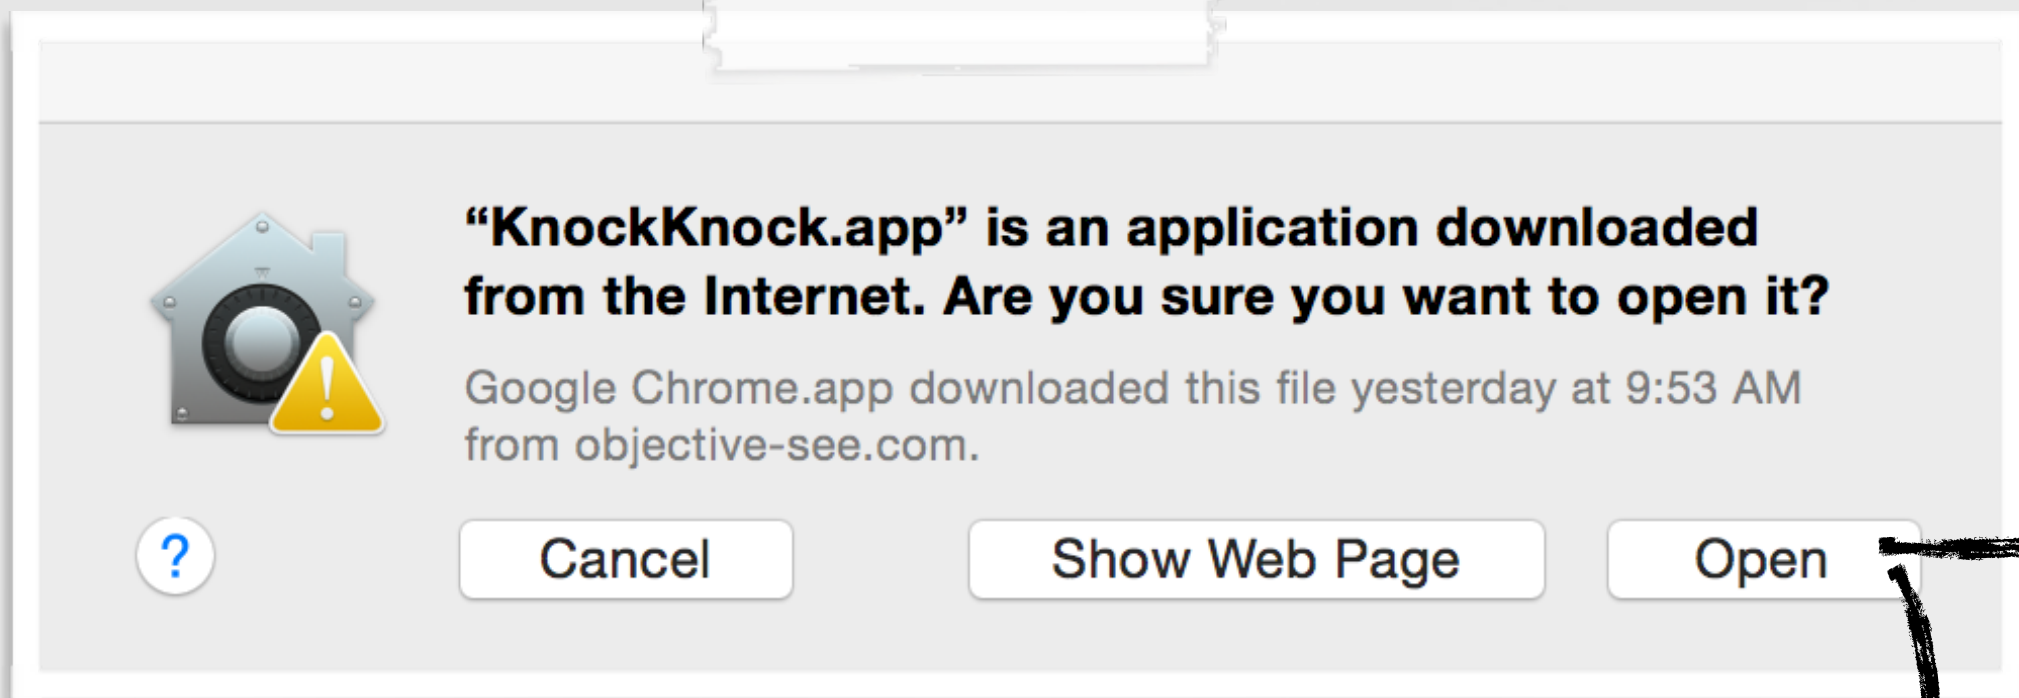 “KnockKnock.app” is an application downloaded
from the Internet. Are you sure you want to open it?
Google Chrome.app downloaded this file yesterday at 9:53 AM
from objective-see.com.
? Cancel Show Web Page Open